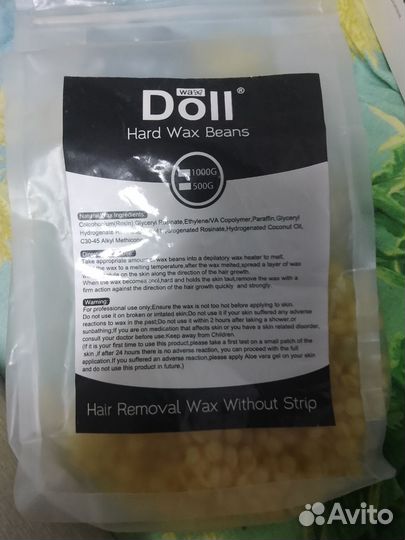 wax
Doll®
Hard Wax Beans
1000G
500G
Natural Wax Ingredients:
Colophonium(Rosin),Glyceryl Rosinate,Ethylene/VA Copolymer,Paraffin,Glyceryl
Hydrogenate Hydrogenated Rosinate,Hydrogenated Coconut Oil,
C30-45 Alkyl Methicone
Take appropriate amount wax beans into a depilatory wax heater to melt,
the wax to a melting temperature,after the wax melted,spread a layer of wax
on the skin along the direction of the hair growth.
When the wax becomes and holds the skin taut,remove the wax with a
firm action against the direction of the hair growth quickly and strongly.
Warning:
For professional use only;Ensure the wax is not too hot before applying to skin.
Do not use it on broken or irritated skin.Do not use it if your skin suffered any adverse
reactions to wax in the past;Do not use it within 2 hours after taking a shower,or
sunbathing.If you are on medication that affects skin or you have a skin related disorder,
consult your doctor before use.Keep away from Children.
(if it is your first time to use this product,please take a first test on a small patch of the
skin ,if after 24 hours there is no adverse reaction, you can proceed with the full
application.If you suffered an adverse reaction,please apply Aloe vera gel on your skin
and do not use this product in future.)
Hair Removal Wax Without Strip
Avito